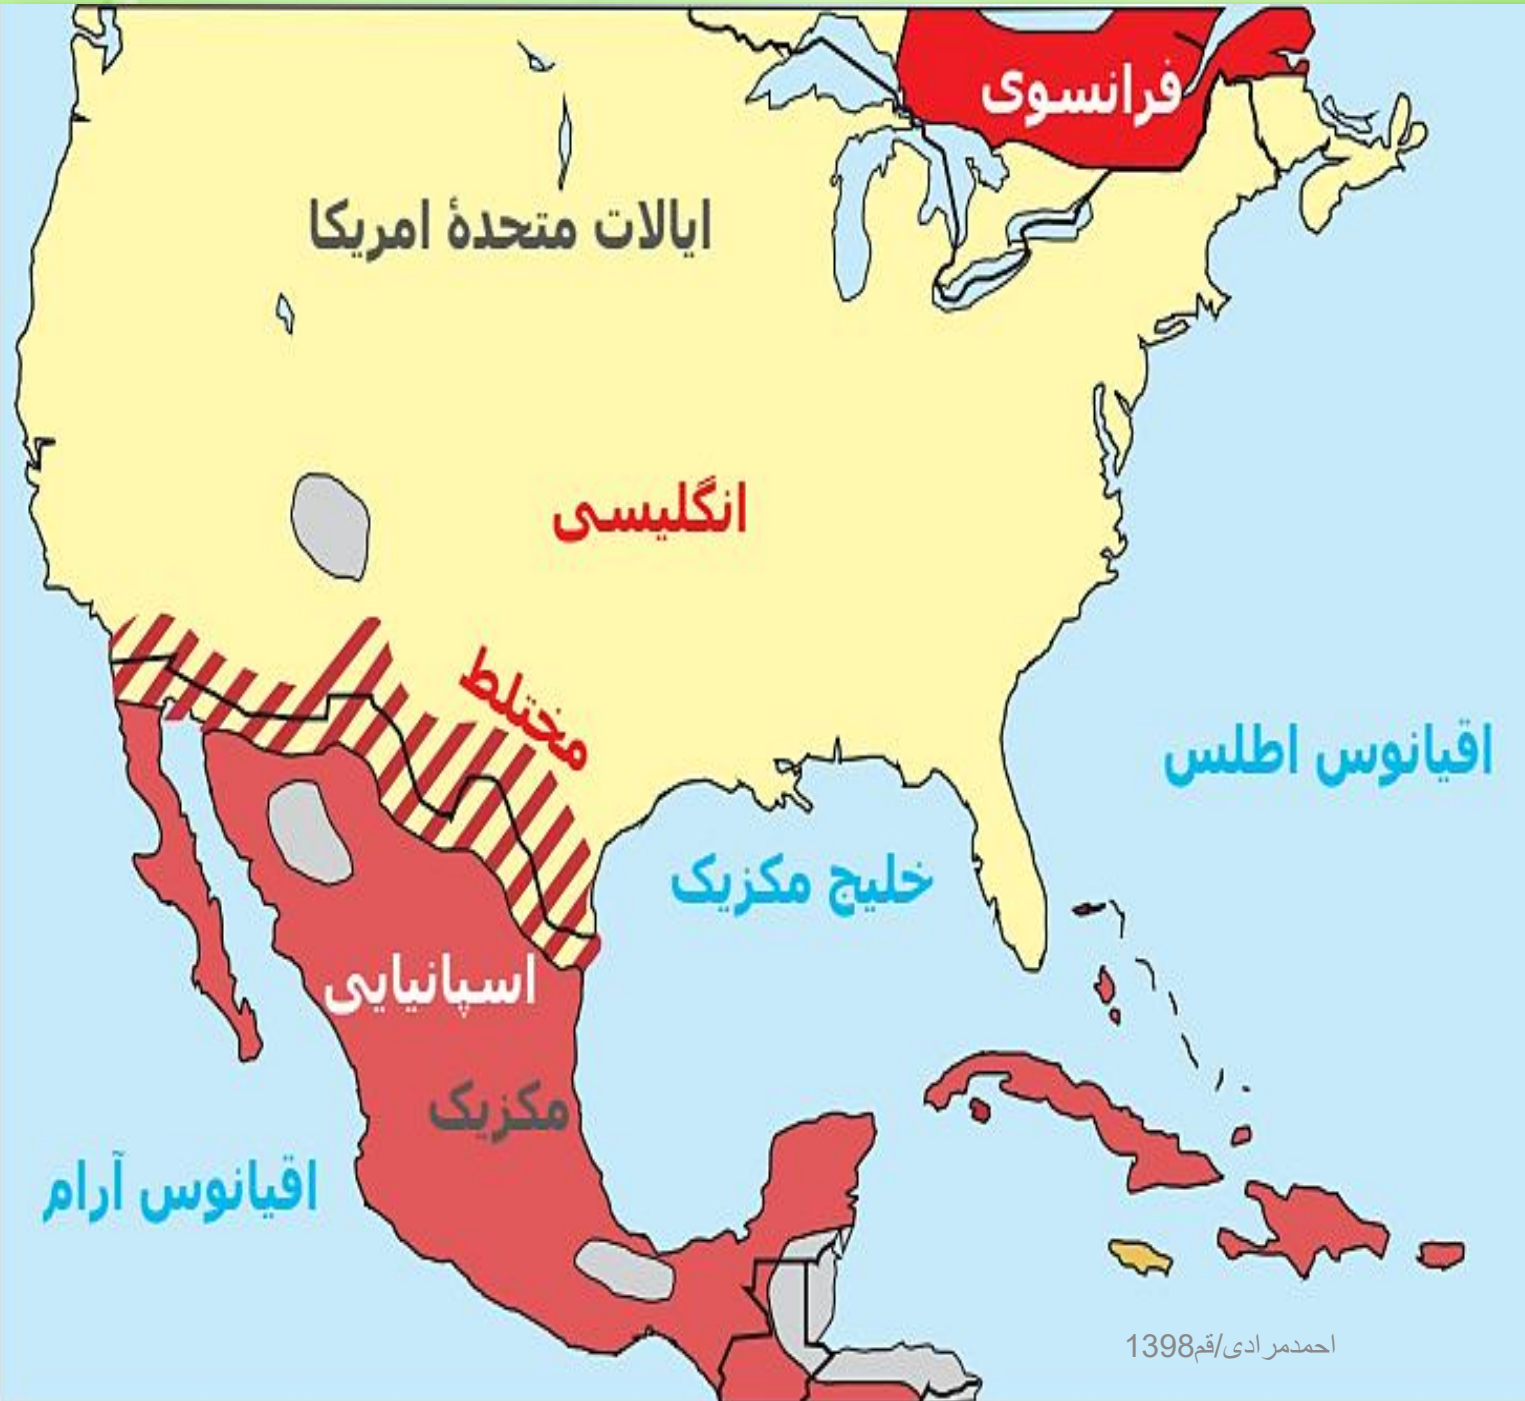 فرانسوی
ایالات متحدهٔ امریکا
انگلیسی
مختلط
اقیانوس اطلس
خلیج مکزیک
اسپانیایی
مکزیک
اقیانوس آرام
احمدمرادی/قم1398